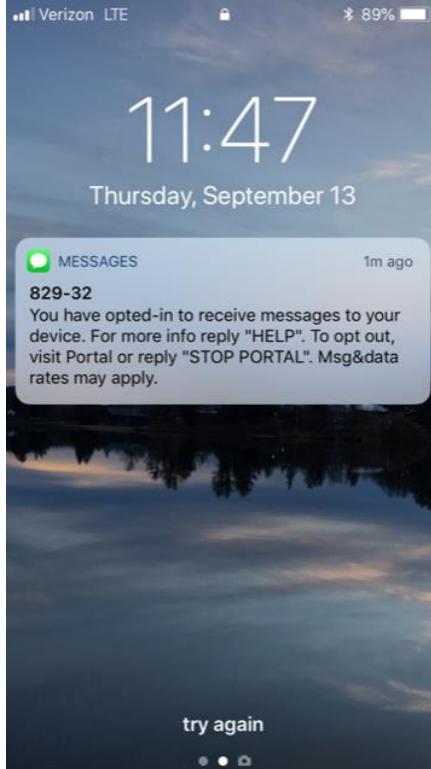 Verizon LTE 89%
11:47
Thursday, September 13
MESSAGES 1m ago
829-32
You have opted-in to receive messages to your
device. For more info reply "HELP". To opt out,
visit Portal or reply "STOP PORTAL". Msg&data
rates may apply.
try again